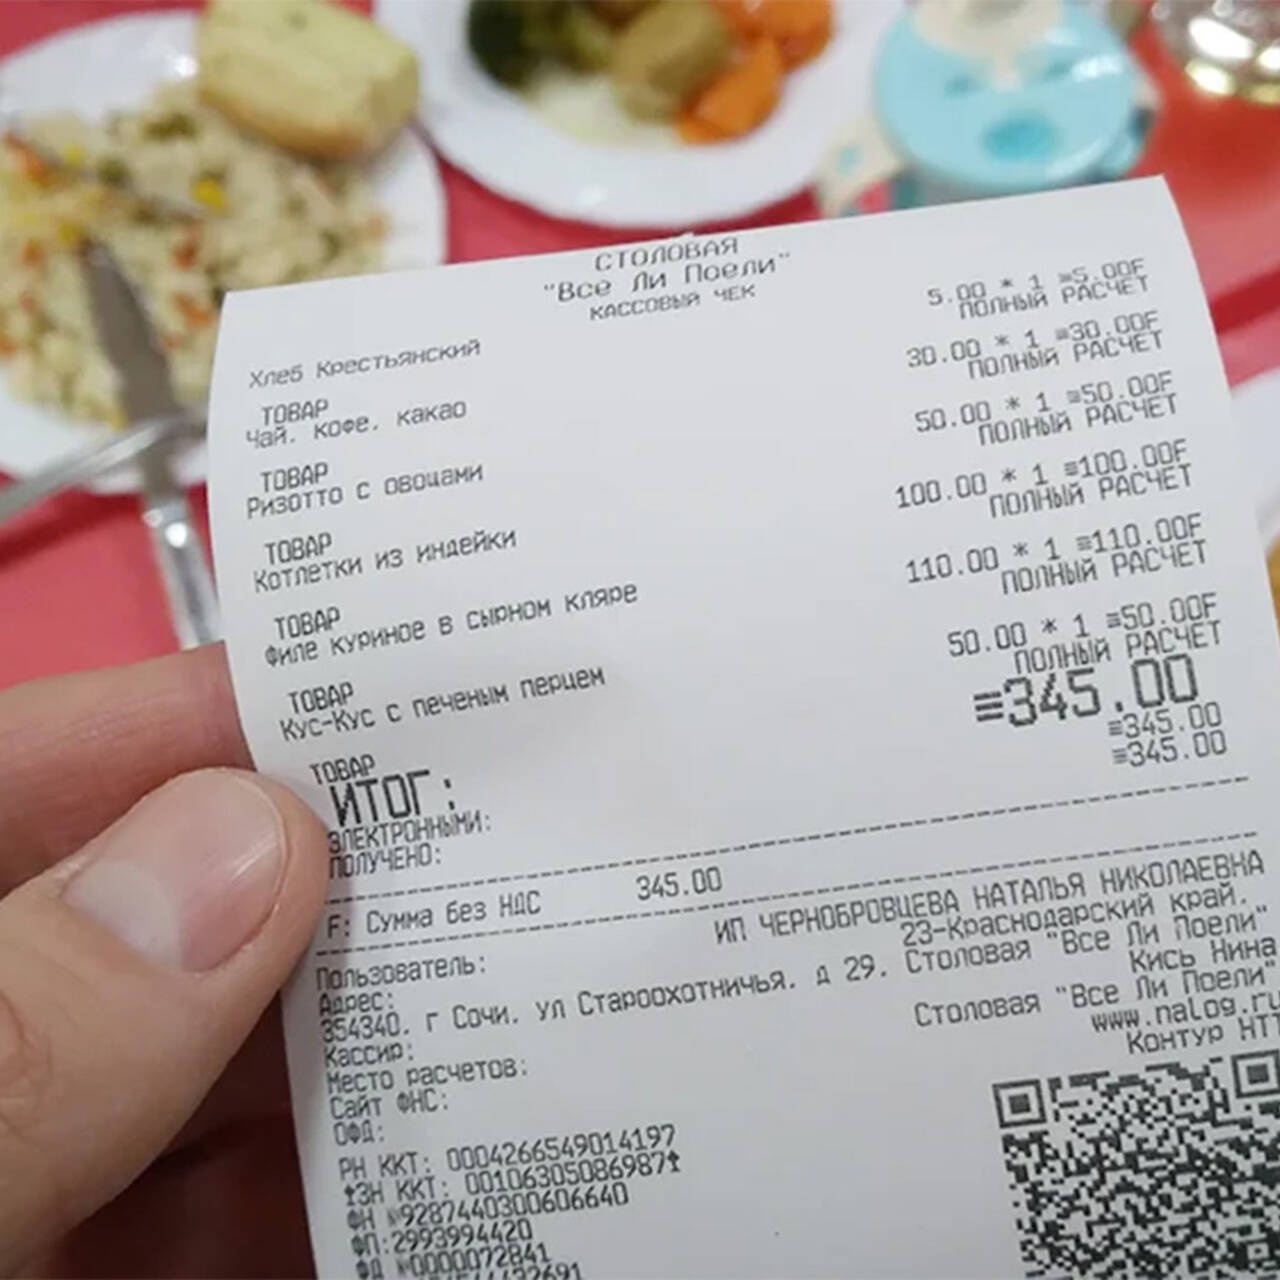 СТОЛОВАЯ
"Все Ли Поели"
КАССОВЫЙ ЧЕК
Хлеб Крестьянский
5.00 * 1 ≡5.00F
ТОВАР ПОЛНЫЙ РАСЧЕТ
Чай, кофе, какао
30.00 * 1 ≡30.00F
ТОВАР ПОЛНЫЙ РАСЧЕТ
Ризотто с овощами
50.00 * 1 ≡50.00F
ТОВАР ПОЛНЫЙ РАСЧЕТ
Котлетки из индейки
100.00 * 1 ≡100.00F
ТОВАР ПОЛНЫЙ РАСЧЕТ
Филе куриное в сырном кляре
110.00 * 1 ≡110.00F
ТОВАР ПОЛНЫЙ РАСЧЕТ
Кус-Кус с печеным перцем
50.00 * 1 ≡50.00F
ТОВАР ПОЛНЫЙ РАСЧЕТ
ИТОГ: ≡345.00
ЭЛЕКТРОННЫМИ: ≡345.00
ПОЛУЧЕНО: ≡345.00
F: Сумма без НДС 345.00
Пользователь: ИП ЧЕРНОБРОВЦЕВА НАТАЛЬЯ НИКОЛАЕВНА
Адрес: 23-Краснодарский край,
354340, г Сочи, ул Староохотничья, д 29, Столовая "Все Ли Поели"
Кассир: Кись Нина
Место расчетов: Столовая "Все Ли Поели"
Сайт ФНС: www.nalog.ru
ОФД: Контур НТТ
РН ККТ: 0004266549014197
ЗН ККТ: 00106305086987
ФН №9287440300606640
ФП:2993994420
ФД №0000072841